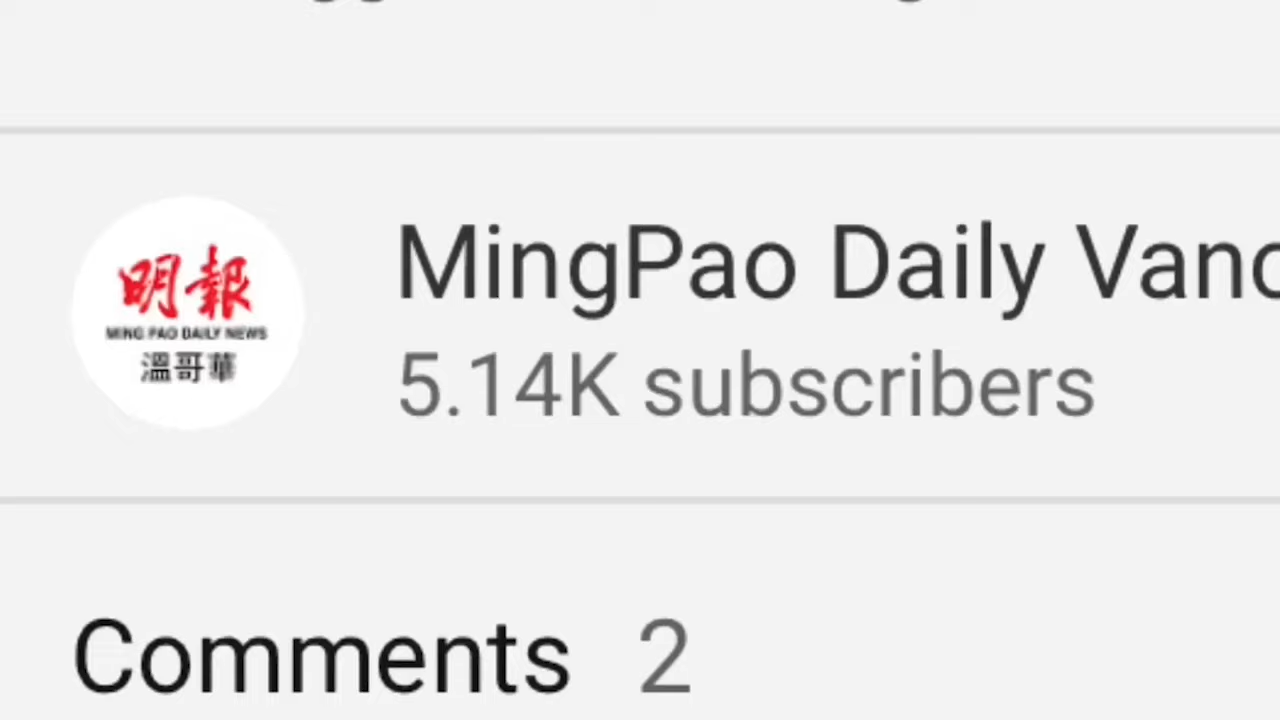 明報
MING PAO DAILY NEWS
溫哥華
MingPao Daily Vanc
5.14K subscribers
Comments 2